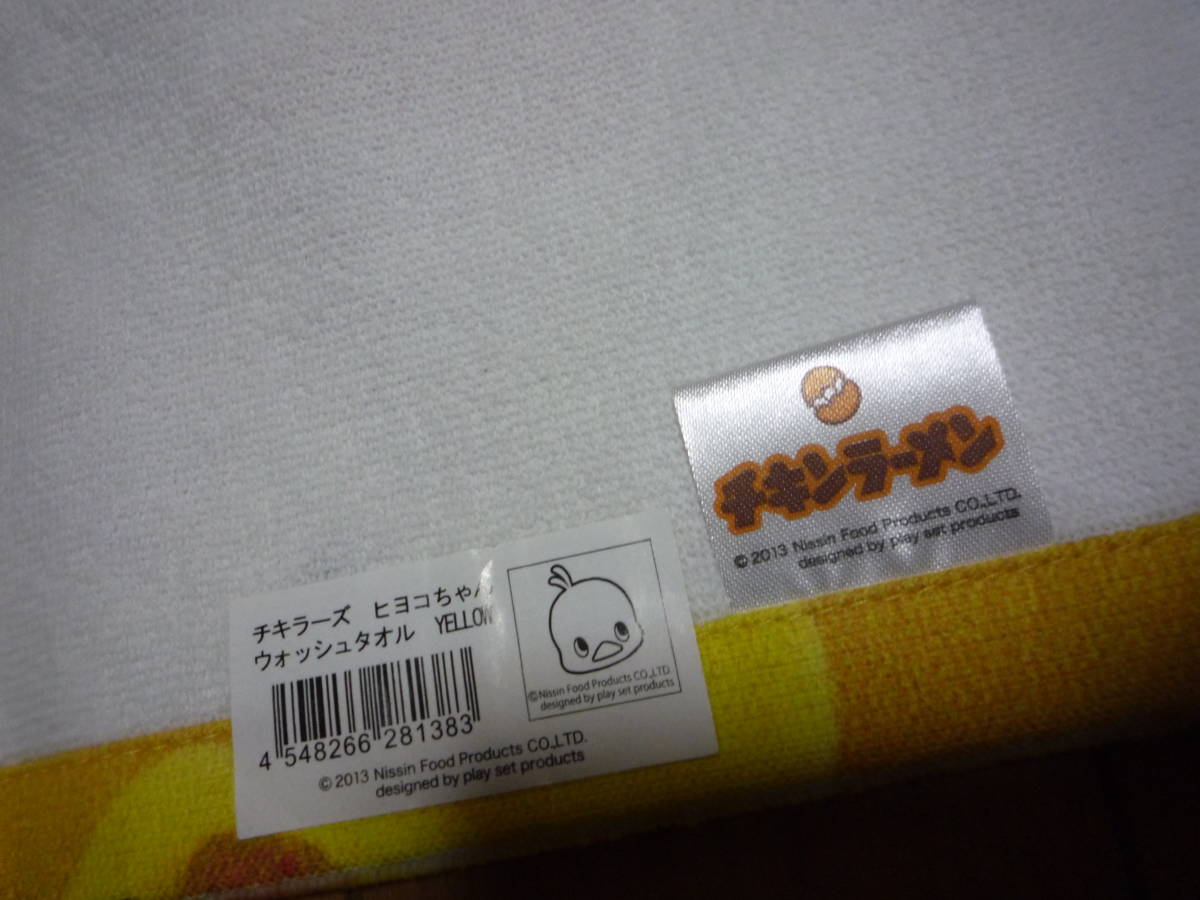 チキンラーメン
© 2013 Nissin Food Products CO.,LTD.
designed by play set products
チキラーズ ヒヨコちゃん
ウォッシュタオル YELLOW
4 548266 281383
© 2013 Nissin Food Products CO.,LTD.
designed by play set products
©Nissin Food Products CO.,LTD.
designed by play set products